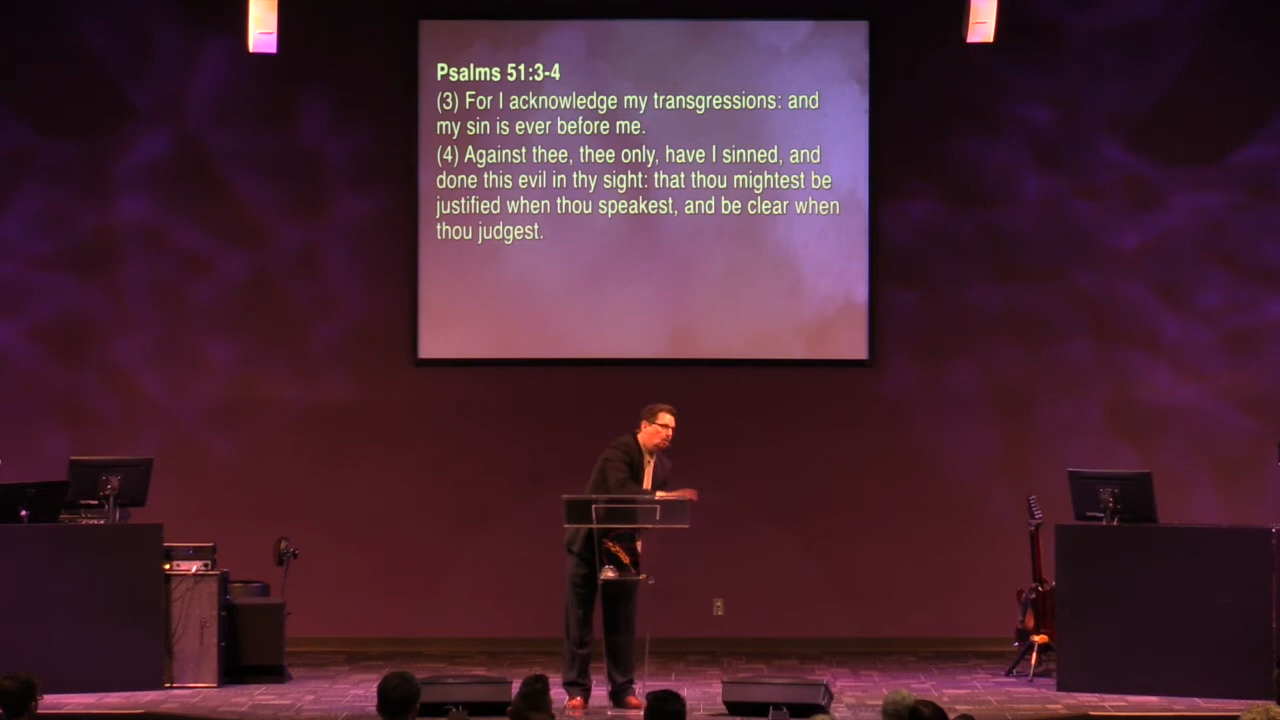 Psalms 51:3-4
(3) For I acknowledge my transgressions: and
my sin is ever before me.
(4) Against thee, thee only, have I sinned, and
done this evil in thy sight: that thou mightest be
justified when thou speakest, and be clear when
thou judgest.